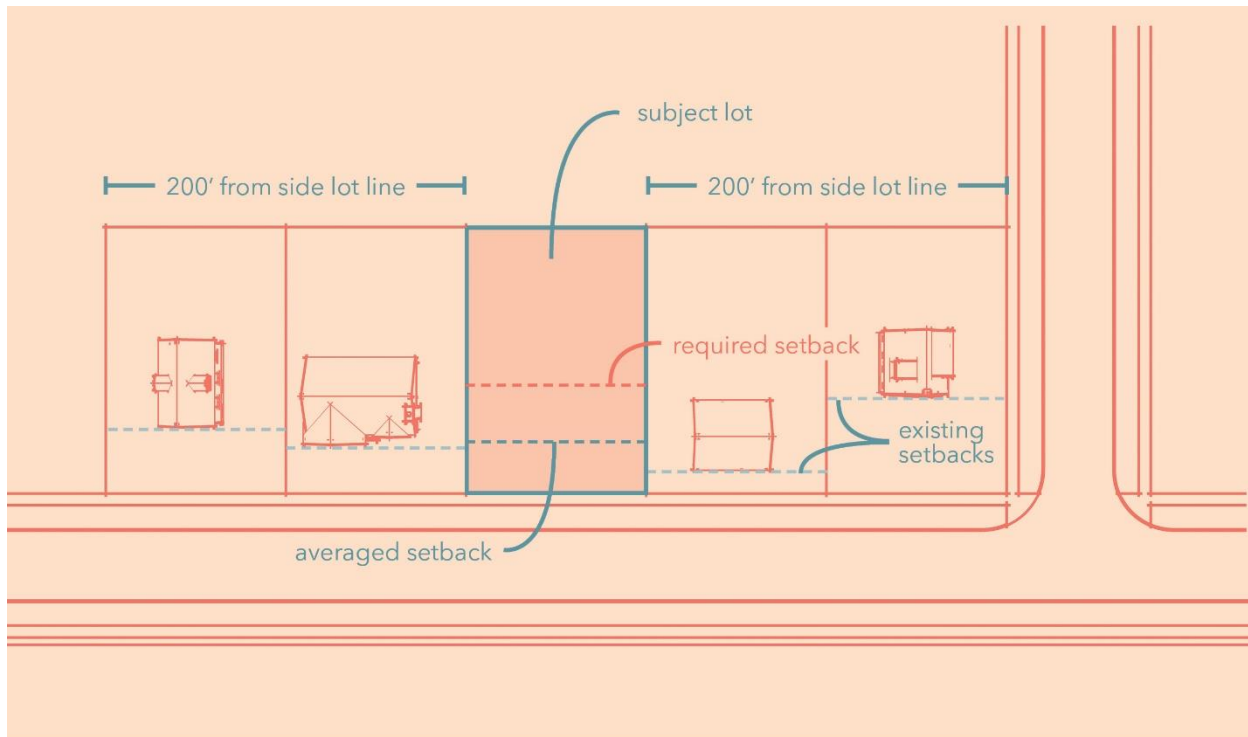 subject lot
200’ from side lot line
200’ from side lot line
required setback
existing
setbacks
averaged setback